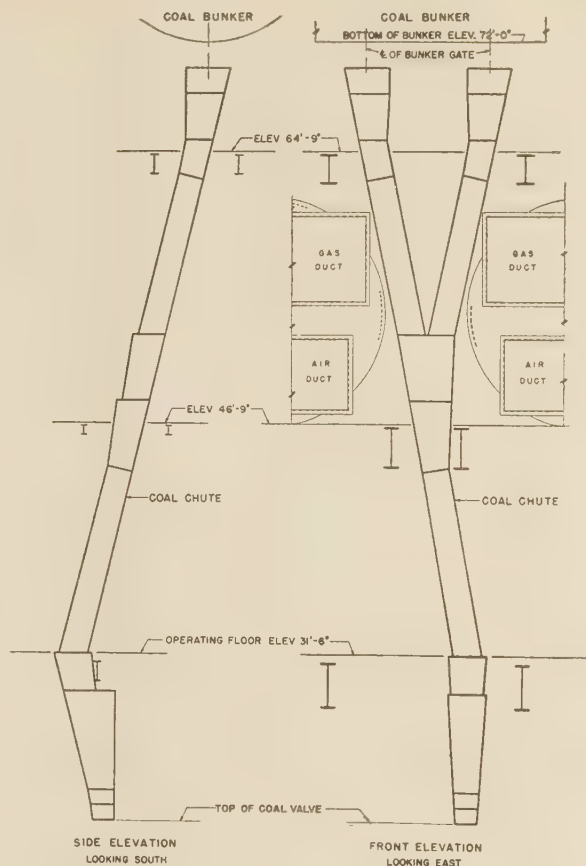 COAL BUNKER
COAL BUNKER
BOTTOM OF BUNKER ELEV. 72'-0"
℄ OF BUNKER GATE
ELEV 64'-9"
GAS
DUCT
GAS
DUCT
AIR
DUCT
AIR
DUCT
ELEV 46'-9"
COAL CHUTE
COAL CHUTE
OPERATING FLOOR ELEV 31'-6"
TOP OF COAL VALVE
SIDE ELEVATION
LOOKING SOUTH
FRONT ELEVATION
LOOKING EAST